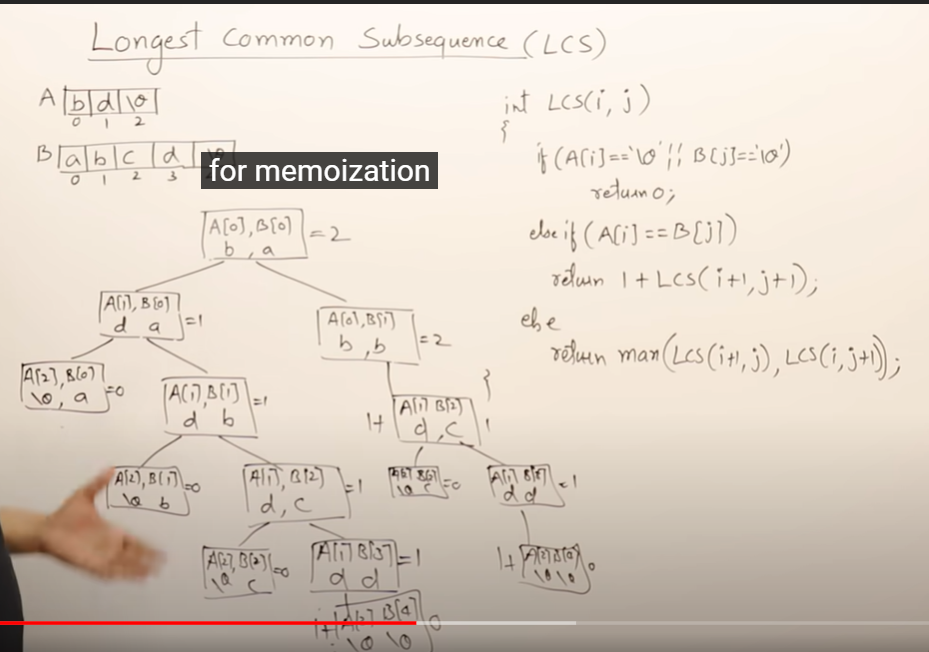 Longest Common Subsequence (LCS)
A b d \0
0 1 2
B a b c d
0 1 2 3
for memoization
int LCS(i, j)
{
if (A[i]=='\0' || B[j]=='\0')
return 0;
else if (A[i]==B[j])
return 1+LCS(i+1, j+1);
else
return max(LCS(i+1, j), LCS(i, j+1));
}
A[0], B[0] =2
b , a
A[1], B[0] =1
d a
A[0], B[1] =2
b , b
A[2], B[0] =0
\0 , a
A[1], B[1] =1
d b
1+ A[1] B[2] 1
d , c
A[2], B[1] =0
\0 b
A[1], B[2] =1
d, c
A[2] B[2] =0
\0 c
A[1] B[3] =1
d d
A[2], B[2] =0
\0 c
A[1] B[3] =1
d d
1+ A[2] B[4] 0
\0 \0
1+ A[2] B[4] 0
\0 \0